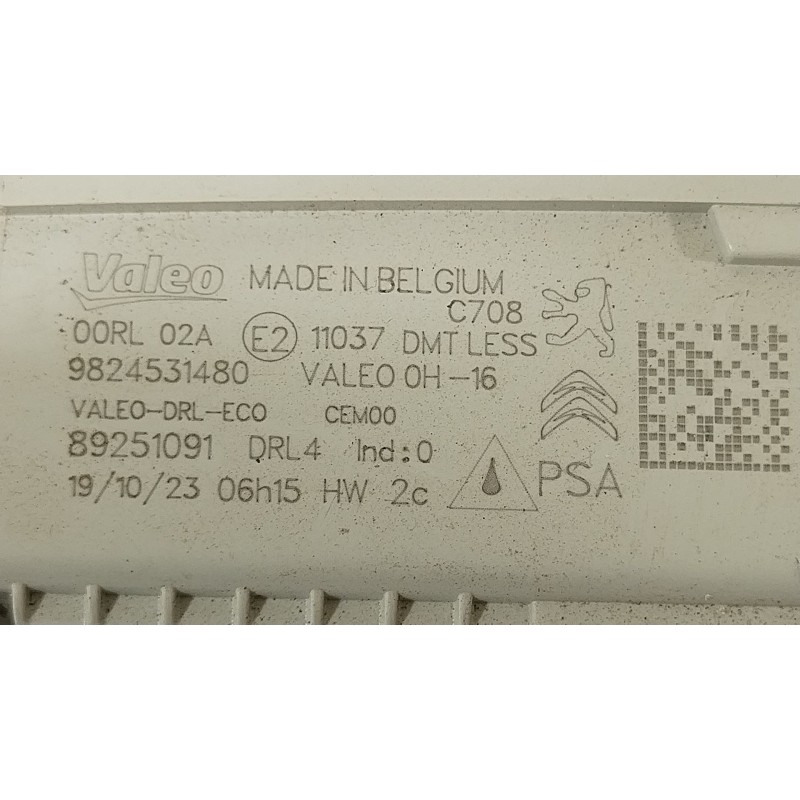 Valeo MADE IN BELGIUM
C708
00RL 02A E2 11037 DMT LESS
9824531480 VALEO 0H-16
VALEO-DRL-ECO CEM00
89251091 DRL4 Ind:0
19/10/23 06h15 HW 2c PSA